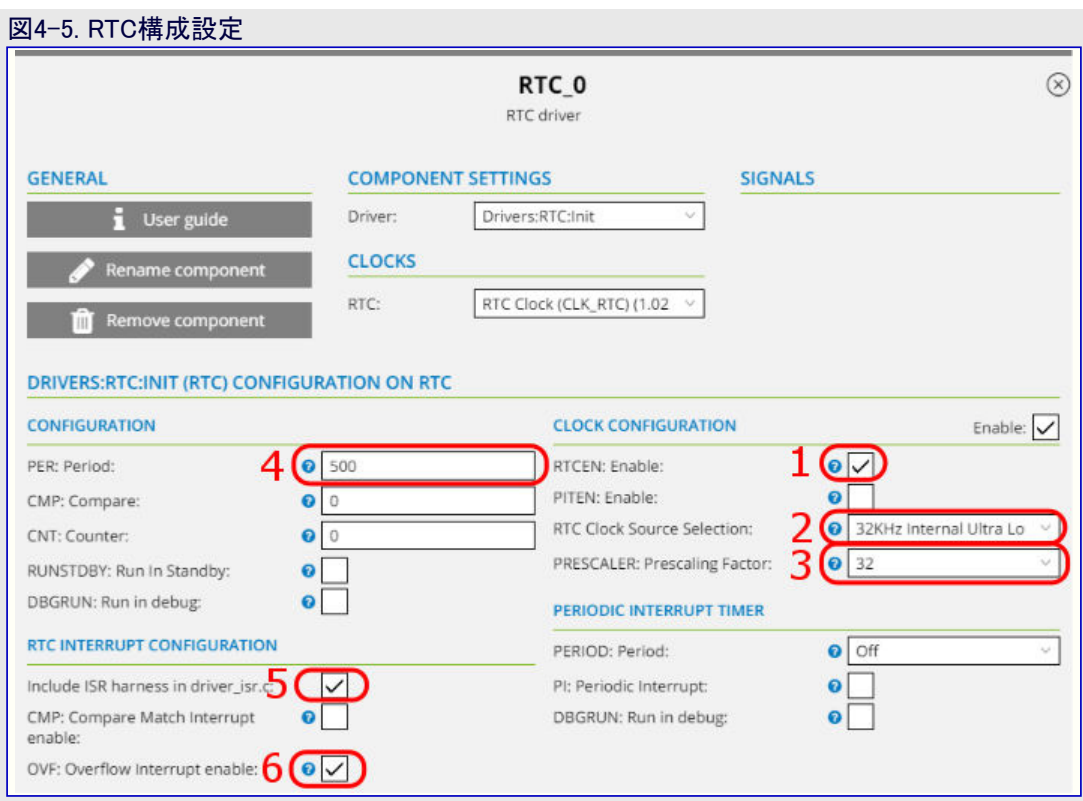 図4-5. RTC構成設定
RTC_0
RTC driver
GENERAL
User guide
Rename component
Remove component
COMPONENT SETTINGS
Driver: Drivers:RTC:Init
CLOCKS
RTC: RTC Clock (CLK_RTC) (1.02
SIGNALS
DRIVERS:RTC:INIT (RTC) CONFIGURATION ON RTC
CONFIGURATION
PER: Period: 4 500
CMP: Compare: 0
CNT: Counter: 0
RUNSTDBY: Run In Standby:
DBGRUN: Run in debug:
RTC INTERRUPT CONFIGURATION
Include ISR harness in driver_isr.c: 5
CMP: Compare Match Interrupt
enable:
OVF: Overflow Interrupt enable: 6
CLOCK CONFIGURATION Enable:
RTCEN: Enable: 1
PITEN: Enable:
RTC Clock Source Selection: 2 32KHz Internal Ultra Lo
PRESCALER: Prescaling Factor: 3 32
PERIODIC INTERRUPT TIMER
PERIOD: Period: Off
PI: Periodic Interrupt:
DBGRUN: Run in debug: